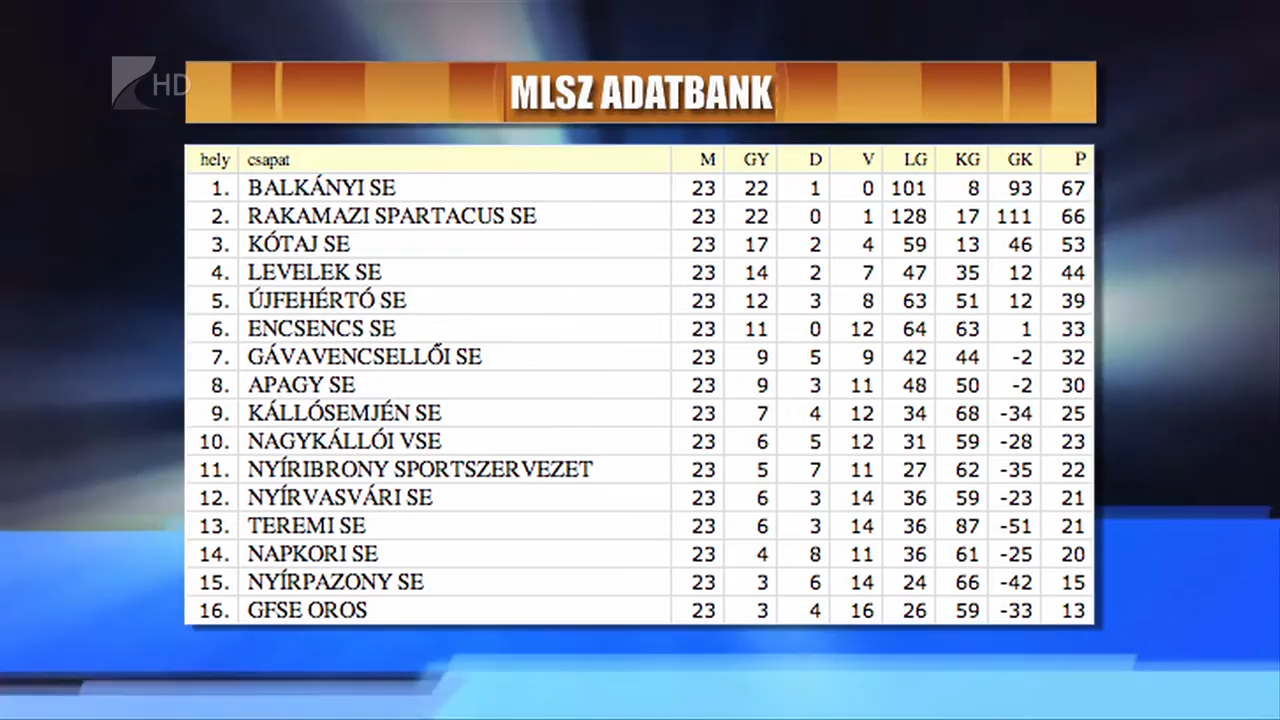 HD
MLSZ ADATBANK
hely csapat M GY D V LG KG GK P
1. BALKÁNYI SE 23 22 1 0 101 8 93 67
2. RAKAMAZI SPARTACUS SE 23 22 0 1 128 17 111 66
3. KÓTAJ SE 23 17 2 4 59 13 46 53
4. LEVELEK SE 23 14 2 7 47 35 12 44
5. ÚJFEHÉRTÓ SE 23 12 3 8 63 51 12 39
6. ENCSENCS SE 23 11 0 12 64 63 1 33
7. GÁVAVENCSELLŐI SE 23 9 5 9 42 44 -2 32
8. APAGY SE 23 9 3 11 48 50 -2 30
9. KÁLLÓSEMJÉN SE 23 7 4 12 34 68 -34 25
10. NAGYKÁLLÓI VSE 23 6 5 12 31 59 -28 23
11. NYÍRIBRONY SPORTSZERVEZET 23 5 7 11 27 62 -35 22
12. NYÍRVASVÁRI SE 23 6 3 14 36 59 -23 21
13. TEREMI SE 23 6 3 14 36 87 -51 21
14. NAPKORI SE 23 4 8 11 36 61 -25 20
15. NYÍRPAZONY SE 23 3 6 14 24 66 -42 15
16. GFSE OROS 23 3 4 16 26 59 -33 13